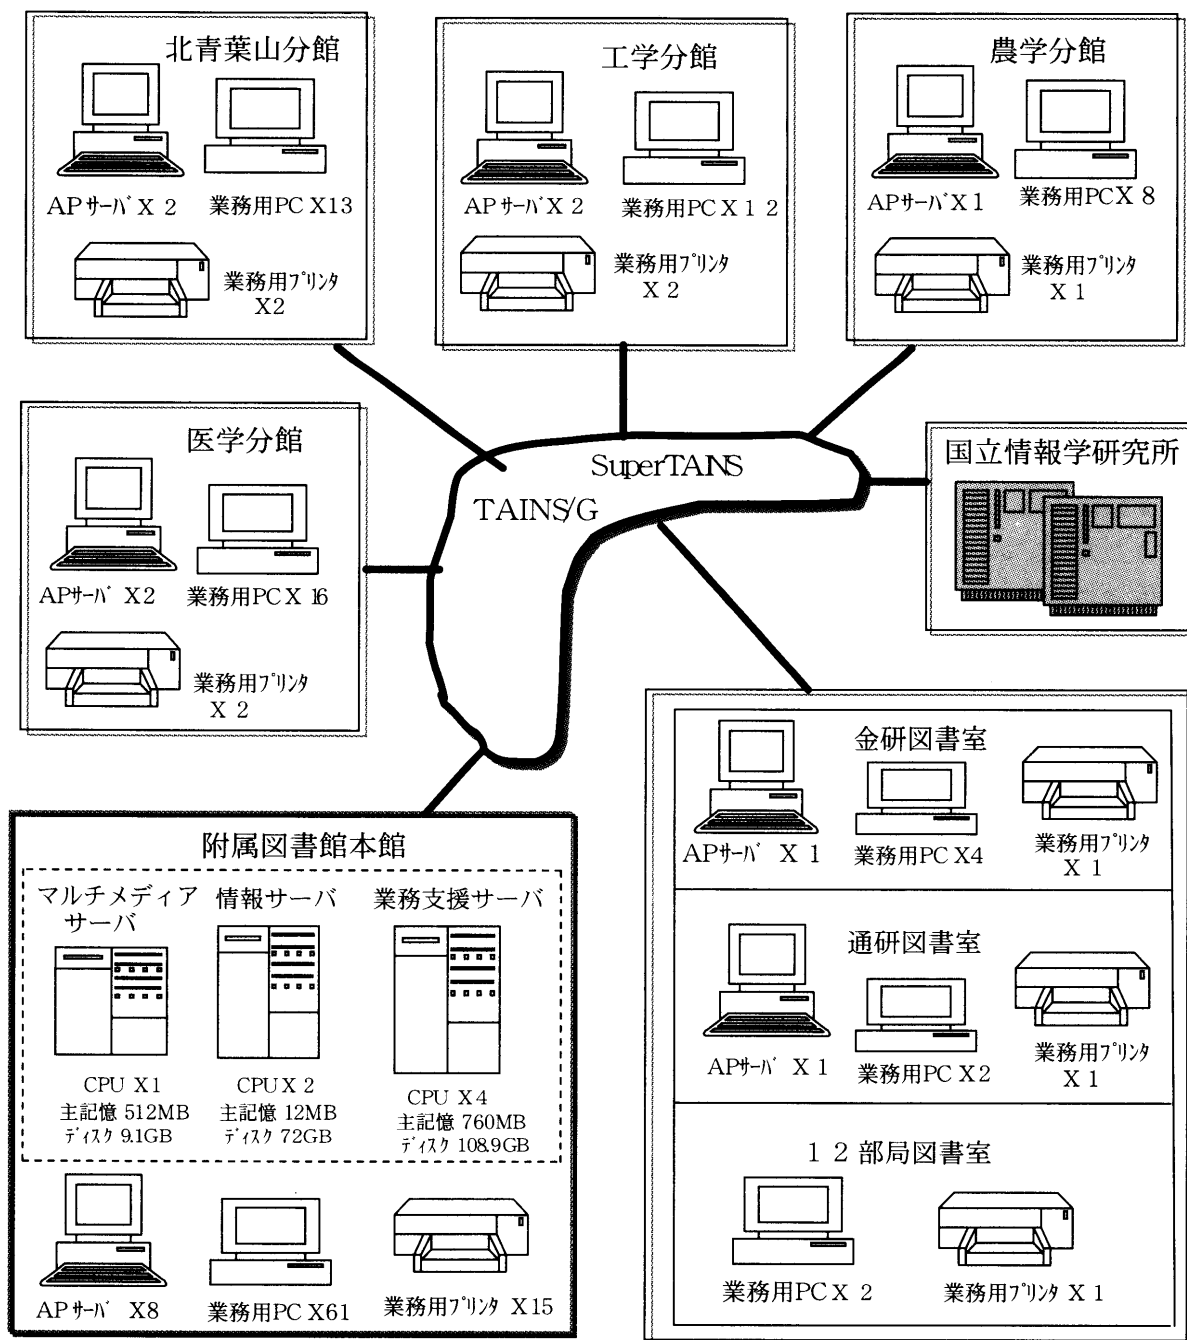 北青葉山分館
APサーバ X 2
業務用PC X13
業務用プリンタ
X2
工学分館
APサーバ X 2
業務用PC X 1 2
業務用プリンタ
X 2
農学分館
APサーバ X 1
業務用PC X 8
業務用プリンタ
X 1
医学分館
APサーバ X2
業務用PC X 16
業務用プリンタ
X 2
SuperTAINS
TAINS/G
国立情報学研究所
附属図書館本館
マルチメディア
サーバ
CPU X1
主記憶 512MB
ディスク 9.1GB
情報サーバ
CPU X 2
主記憶 12MB
ディスク 72GB
業務支援サーバ
CPU X4
主記憶 760MB
ディスク 108.9GB
APサーバ X8
業務用PC X61
業務用プリンタ X15
金研図書室
APサーバ X 1
業務用PC X4
業務用プリンタ
X 1
通研図書室
APサーバ X 1
業務用PC X2
業務用プリンタ
X 1
1 2 部局図書室
業務用PC X 2
業務用プリンタ X 1